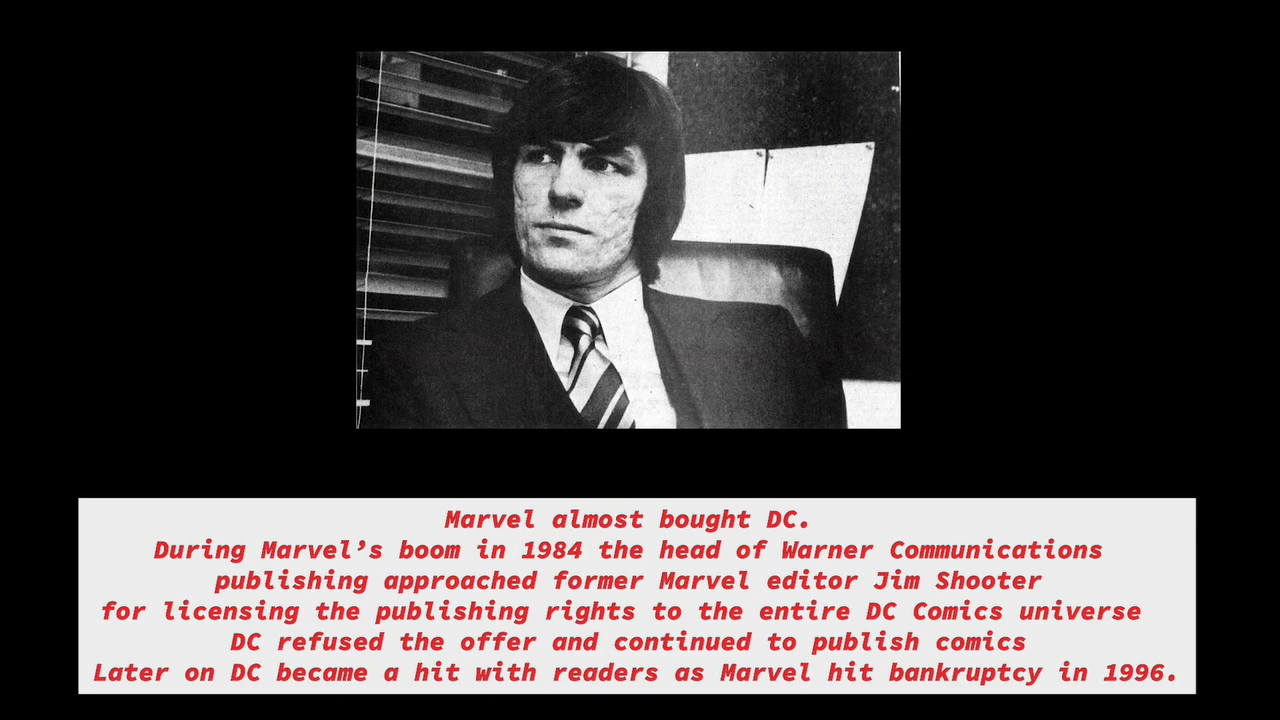 Marvel almost bought DC.
During Marvel’s boom in 1984 the head of Warner Communications
publishing approached former Marvel editor Jim Shooter
for licensing the publishing rights to the entire DC Comics universe
DC refused the offer and continued to publish comics
Later on DC became a hit with readers as Marvel hit bankruptcy in 1996.